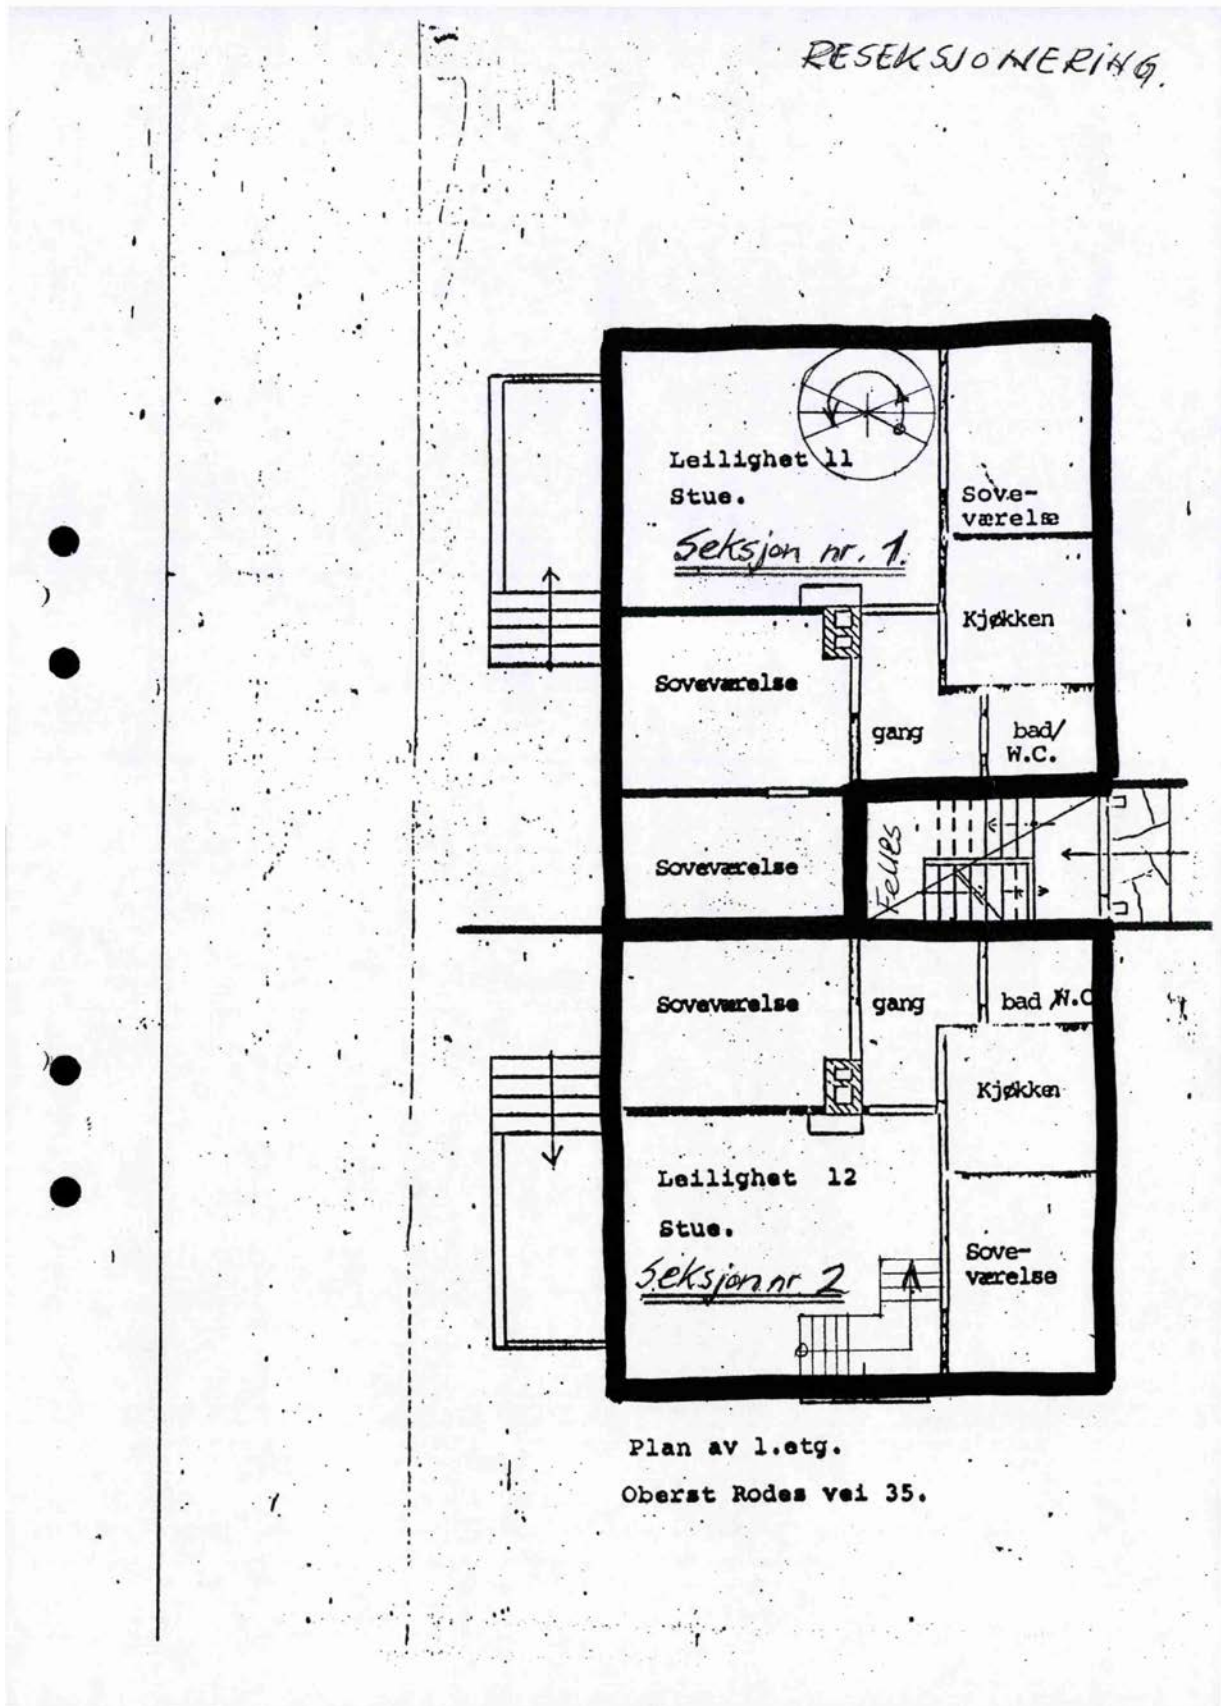 RESEKSJONERING.
Leilighet 11
Stue.
Seksjon nr. 1.
Sove-
værelse
Kjøkken
Soveværelse
gang
bad/
W.C.
Soveværelse
Felles
Soveværelse
gang
bad/W.C
Kjøkken
Leilighet 12
Stue.
Seksjon nr 2
Sove-
værelse
Plan av 1.etg.
Oberst Rodes vei 35.